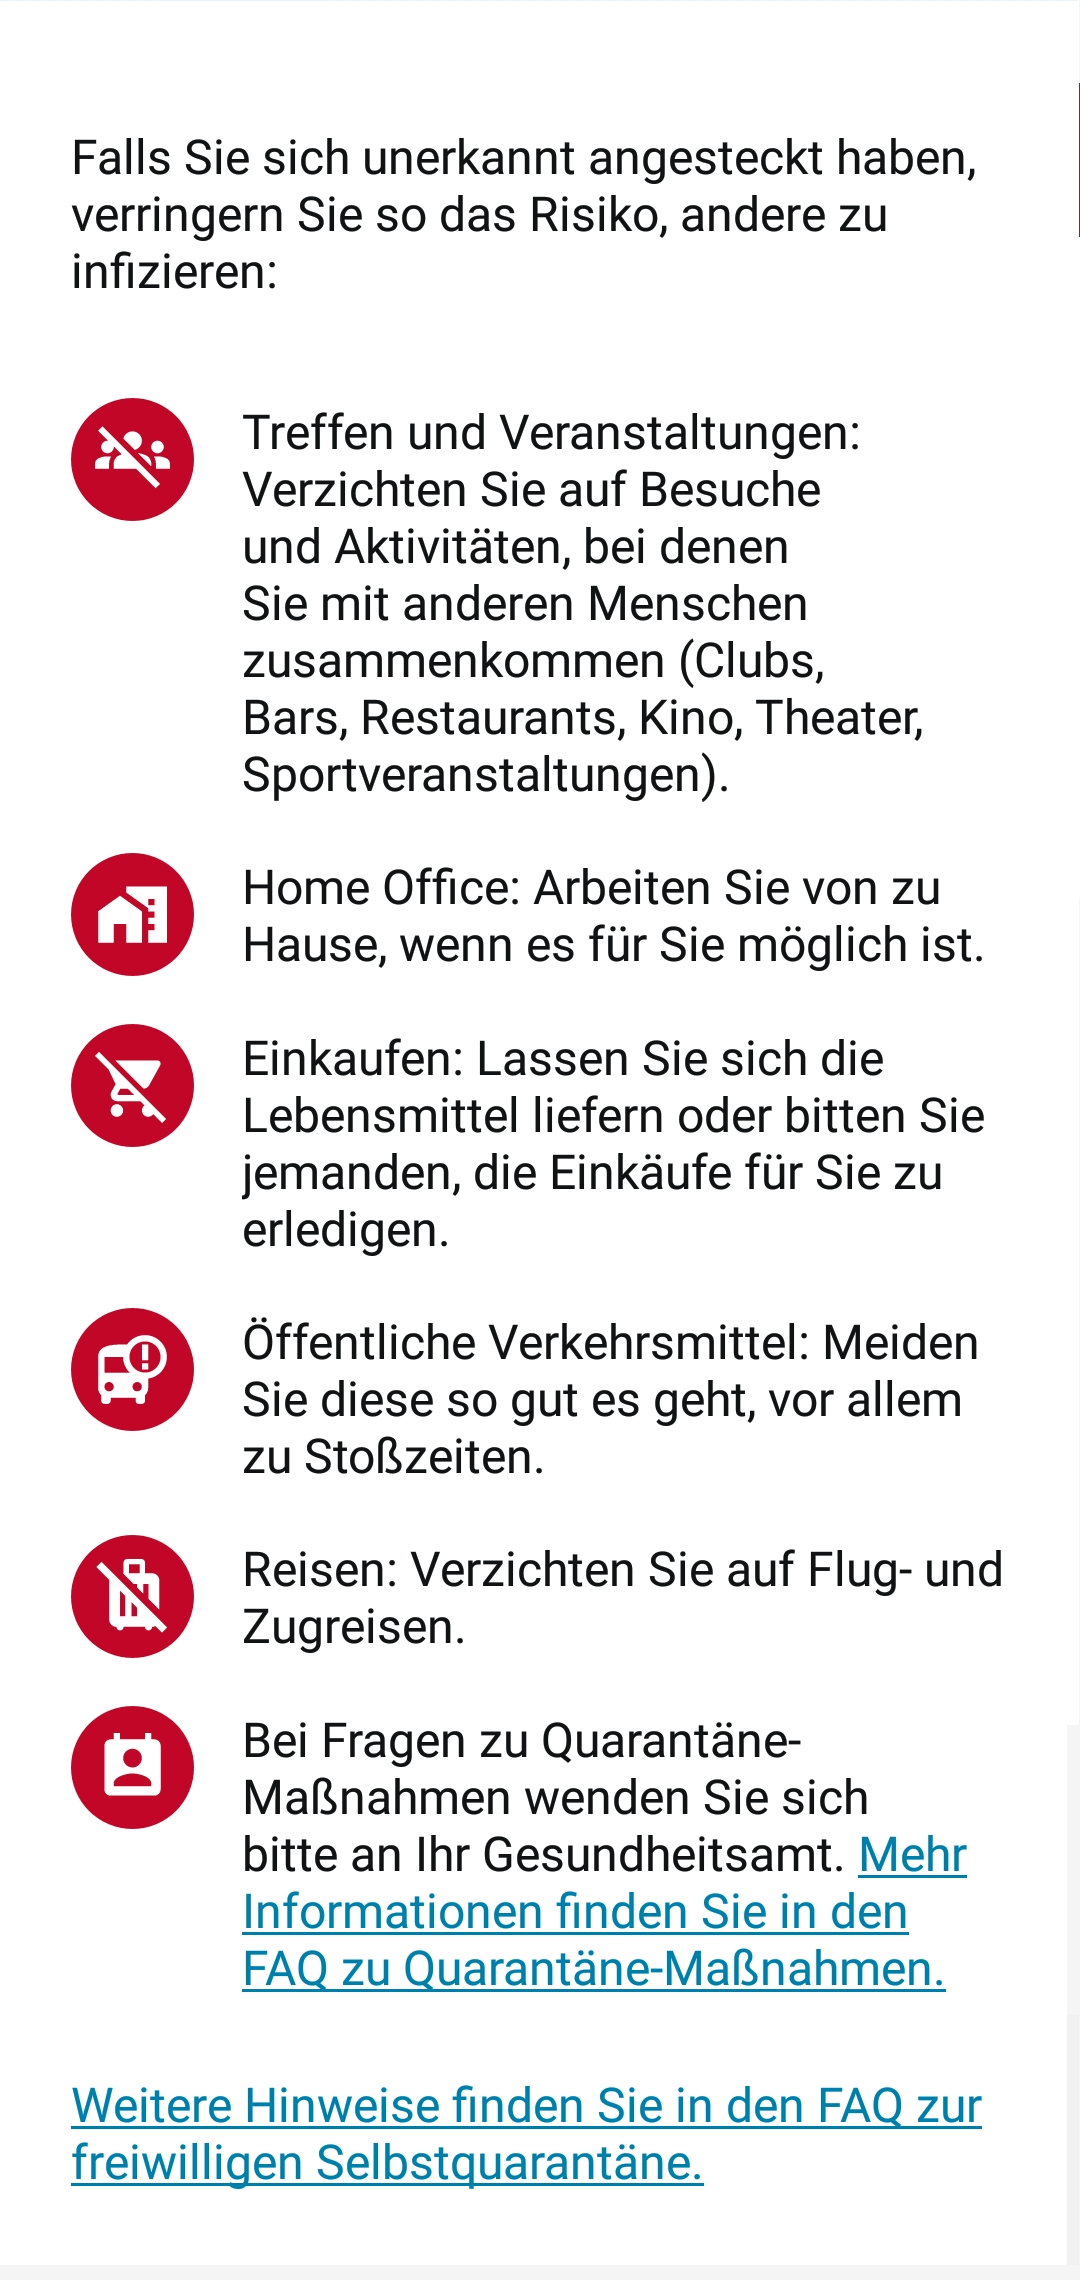 Falls Sie sich unerkannt angesteckt haben,
verringern Sie so das Risiko, andere zu
infizieren:
Treffen und Veranstaltungen:
Verzichten Sie auf Besuche
und Aktivitäten, bei denen
Sie mit anderen Menschen
zusammenkommen (Clubs,
Bars, Restaurants, Kino, Theater,
Sportveranstaltungen).
Home Office: Arbeiten Sie von zu
Hause, wenn es für Sie möglich ist.
Einkaufen: Lassen Sie sich die
Lebensmittel liefern oder bitten Sie
jemanden, die Einkäufe für Sie zu
erledigen.
Öffentliche Verkehrsmittel: Meiden
Sie diese so gut es geht, vor allem
zu Stoßzeiten.
Reisen: Verzichten Sie auf Flug- und
Zugreisen.
Bei Fragen zu Quarantäne-
Maßnahmen wenden Sie sich
bitte an Ihr Gesundheitsamt. Mehr
Informationen finden Sie in den
FAQ zu Quarantäne-Maßnahmen.
Weitere Hinweise finden Sie in den FAQ zur
freiwilligen Selbstquarantäne.